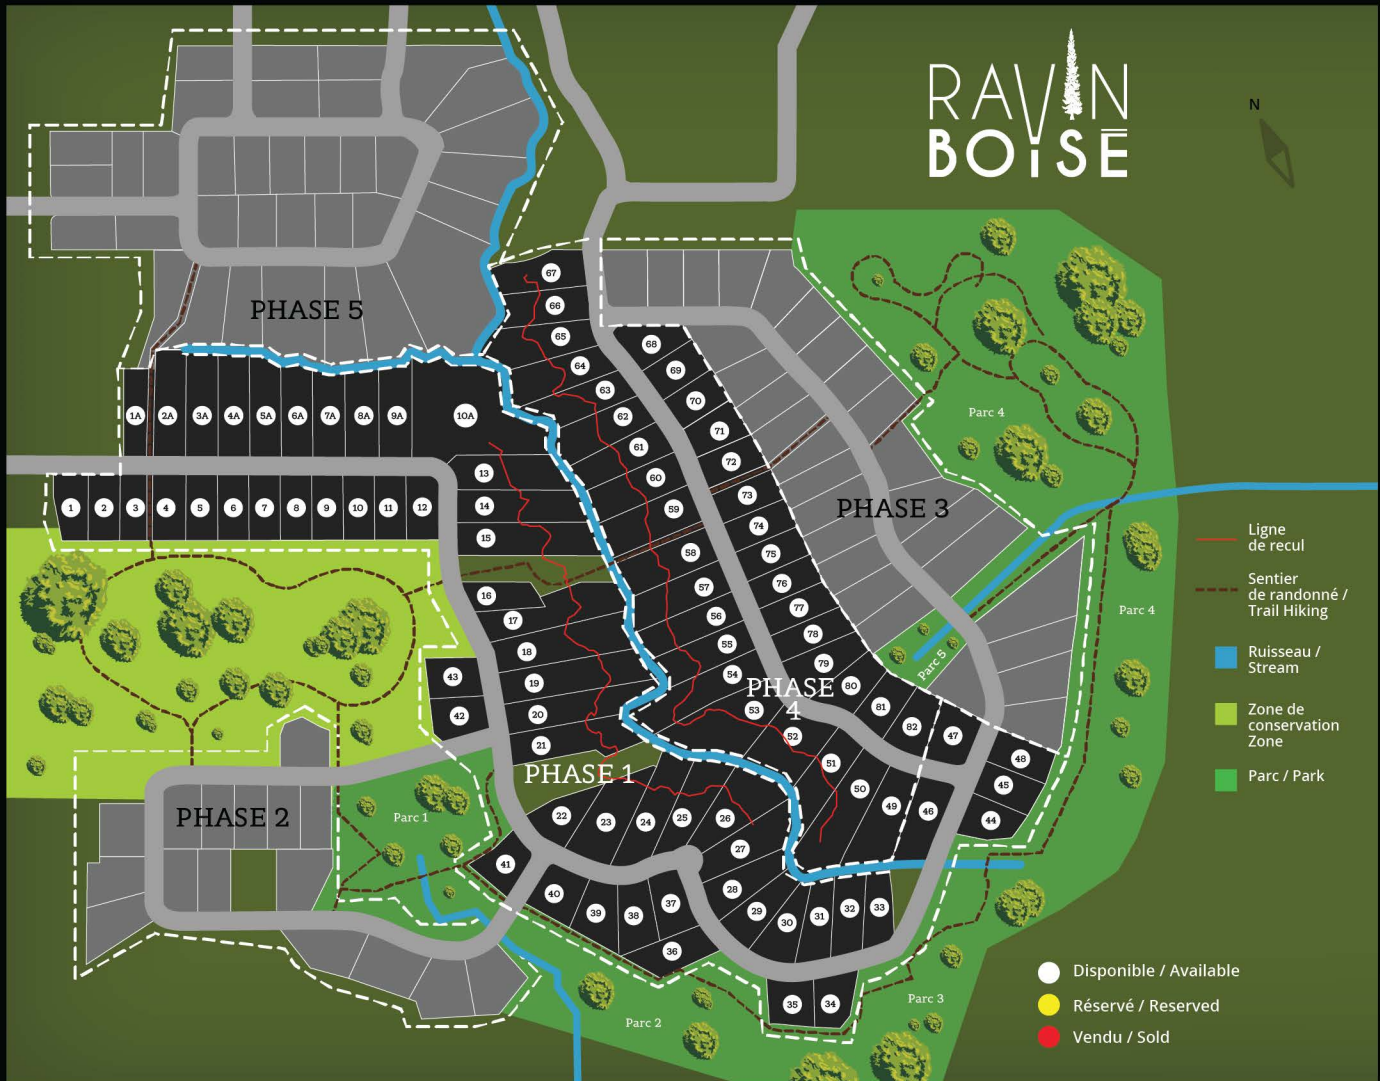 RAVIN
BOISÉ
N
PHASE 5
67
66
65
64
63
62
61
60
59
58
57
56
55
54
53
52
51
50
49
68
69
70
71
72
73
74
75
76
77
78
79
80
81
82
47
46
48
45
44
PHASE 3
PHASE
4
Parc 4
Parc 4
Parc 5
1A 2A 3A 4A 5A 6A 7A 8A 9A 10A
1 2 3 4 5 6 7 8 9 10 11 12
13
14
15
16
17
18
19
20
21
43
42
PHASE 1
PHASE 2
Parc 1
22 23 24 25 26
27
28
29 30 31 32 33
41
40
39 38 37
36
35 34
Parc 2
Parc 3
Ligne
de recul
Sentier
de randonné /
Trail Hiking
Ruisseau /
Stream
Zone de
conservation
Zone
Parc / Park
Disponible / Available
Réservé / Reserved
Vendu / Sold